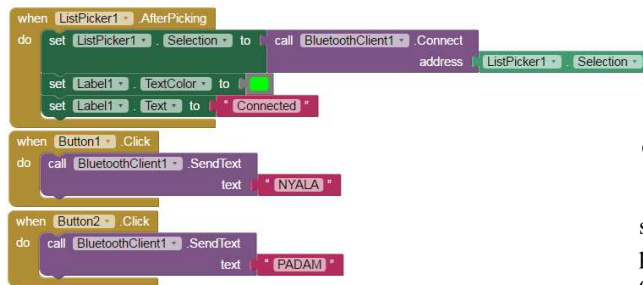 when ListPicker1 .AfterPicking
do set ListPicker1 . Selection to call BluetoothClient1 .Connect
address ListPicker1 . Selection
set Label1 . TextColor to
set Label1 . Text to " Connected "
when Button1 .Click
do call BluetoothClient1 .SendText
text " NYALA "
when Button2 .Click
do call BluetoothClient1 .SendText
text " PADAM "